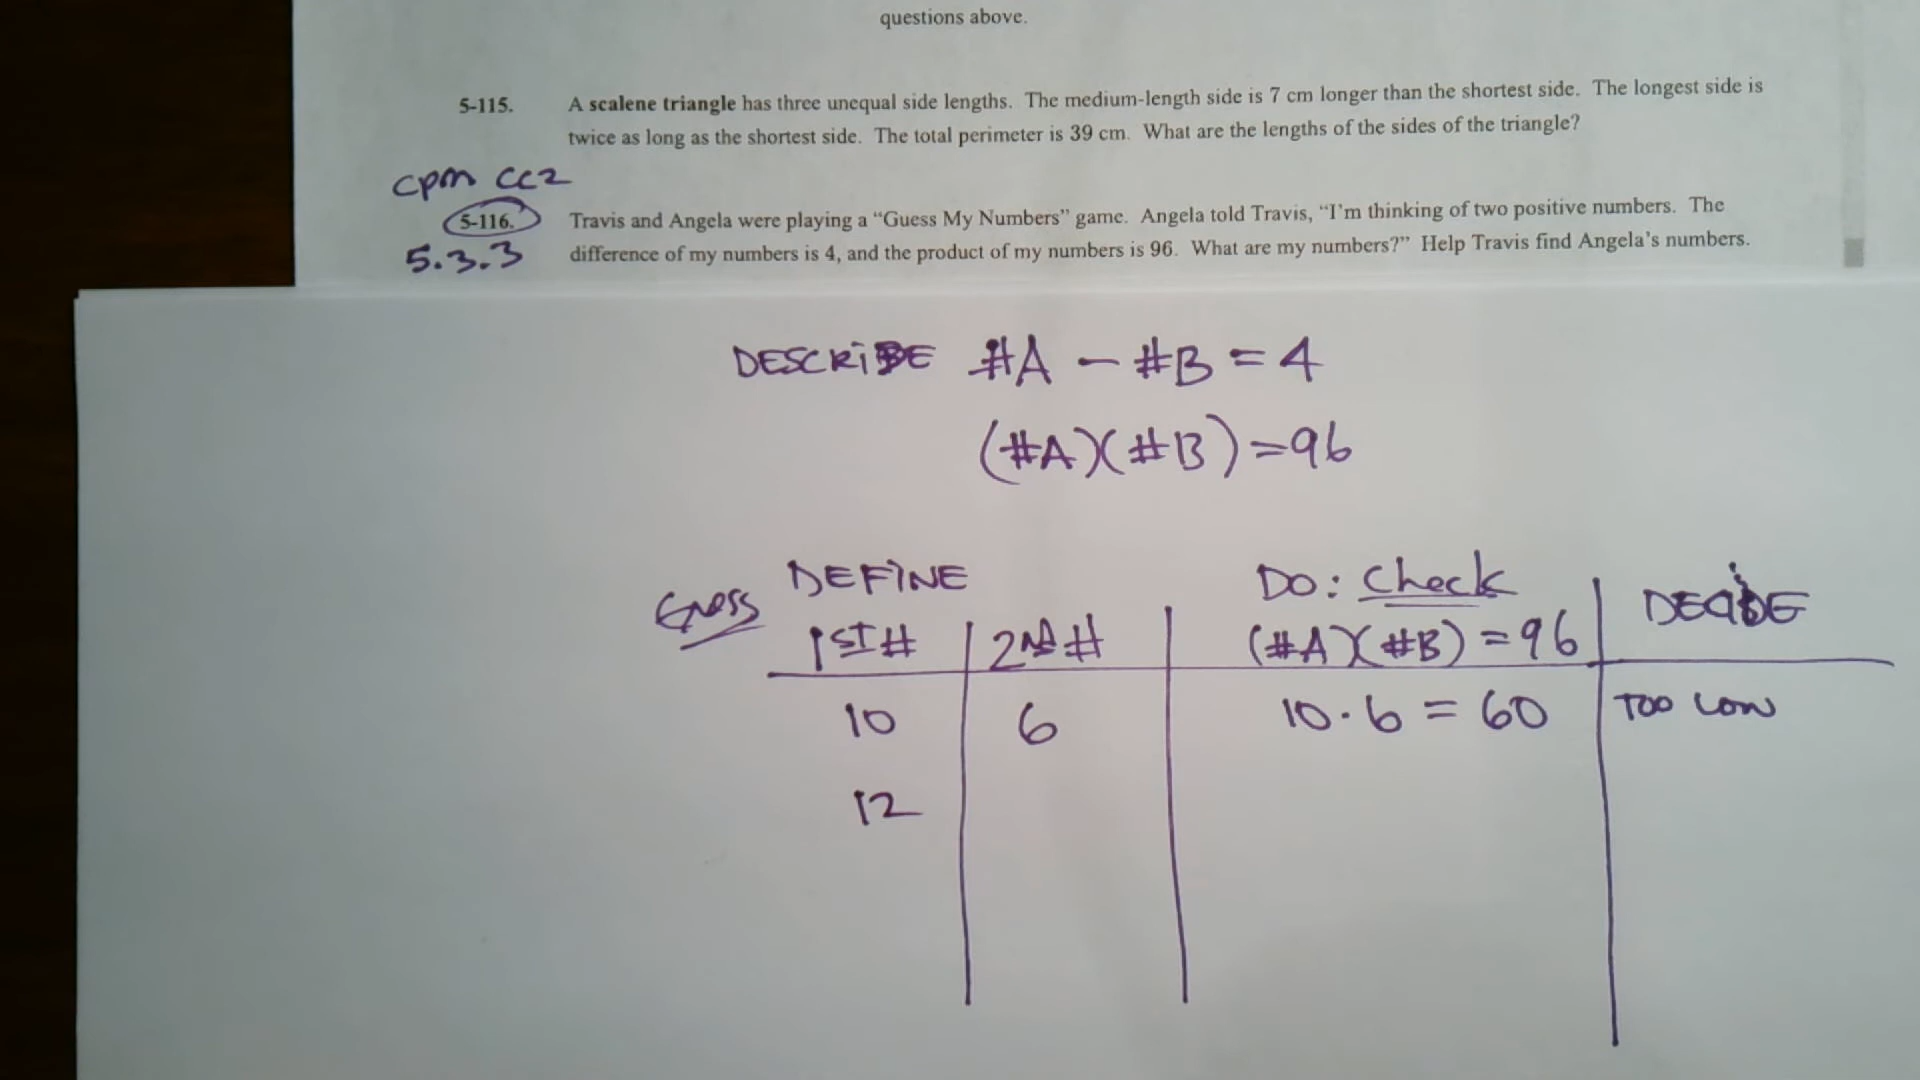 questions above.
5-115. A scalene triangle has three unequal side lengths. The medium-length side is 7 cm longer than the shortest side. The longest side is
twice as long as the shortest side. The total perimeter is 39 cm. What are the lengths of the sides of the triangle?
cpm cc2
5-116. Travis and Angela were playing a “Guess My Numbers” game. Angela told Travis, “I’m thinking of two positive numbers. The
5.3.3 difference of my numbers is 4, and the product of my numbers is 96. What are my numbers?” Help Travis find Angela’s numbers.
DESCRIBE #A - #B = 4
(#A)(#B) = 96
Guess DEFINE DO: Check DECIDE
1ST # 2ND # (#A)(#B) = 96
10 6 10 · 6 = 60 TOO LOW
12